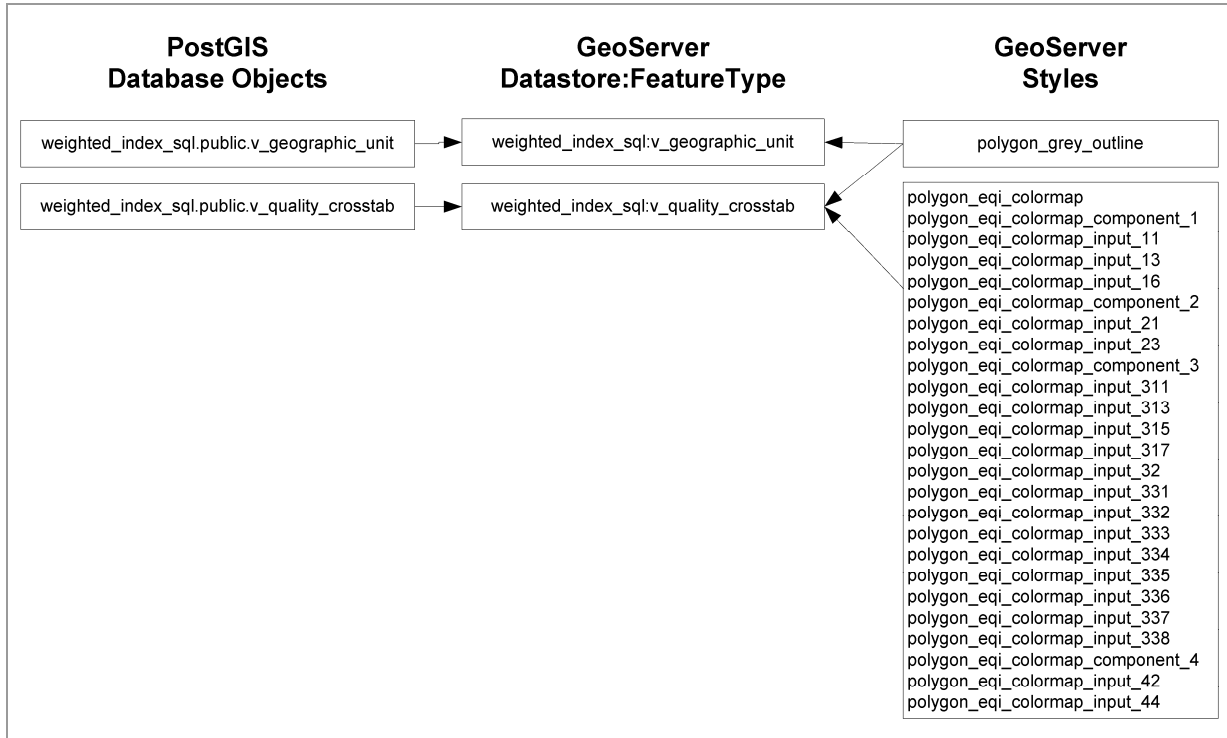 PostGIS
Database Objects
GeoServer
Datastore:FeatureType
GeoServer
Styles
weighted_index_sql.public.v_geographic_unit
weighted_index_sql:v_geographic_unit
polygon_grey_outline
weighted_index_sql.public.v_quality_crosstab
weighted_index_sql:v_quality_crosstab
polygon_eqi_colormap
polygon_eqi_colormap_component_1
polygon_eqi_colormap_input_11
polygon_eqi_colormap_input_13
polygon_eqi_colormap_input_16
polygon_eqi_colormap_component_2
polygon_eqi_colormap_input_21
polygon_eqi_colormap_input_23
polygon_eqi_colormap_component_3
polygon_eqi_colormap_input_311
polygon_eqi_colormap_input_313
polygon_eqi_colormap_input_315
polygon_eqi_colormap_input_317
polygon_eqi_colormap_input_32
polygon_eqi_colormap_input_331
polygon_eqi_colormap_input_332
polygon_eqi_colormap_input_333
polygon_eqi_colormap_input_334
polygon_eqi_colormap_input_335
polygon_eqi_colormap_input_336
polygon_eqi_colormap_input_337
polygon_eqi_colormap_input_338
polygon_eqi_colormap_component_4
polygon_eqi_colormap_input_42
polygon_eqi_colormap_input_44